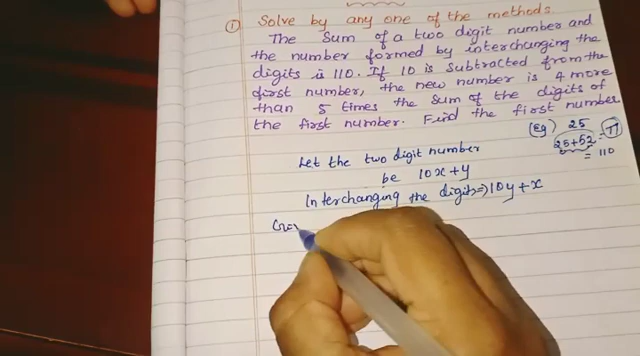 ① Solve by any one of the methods
The Sum of a two digit number and
the number formed by interchanging the
digits is 110. If 10 is subtracted from the
first number, the new number is 4 more
than 5 times the sum of the digits of
the first number. Find the first number
(Eg) 25
25+52 = 77
= 110
Let the two digit number
be 10x+y
Interchanging the digits=) 10y+x